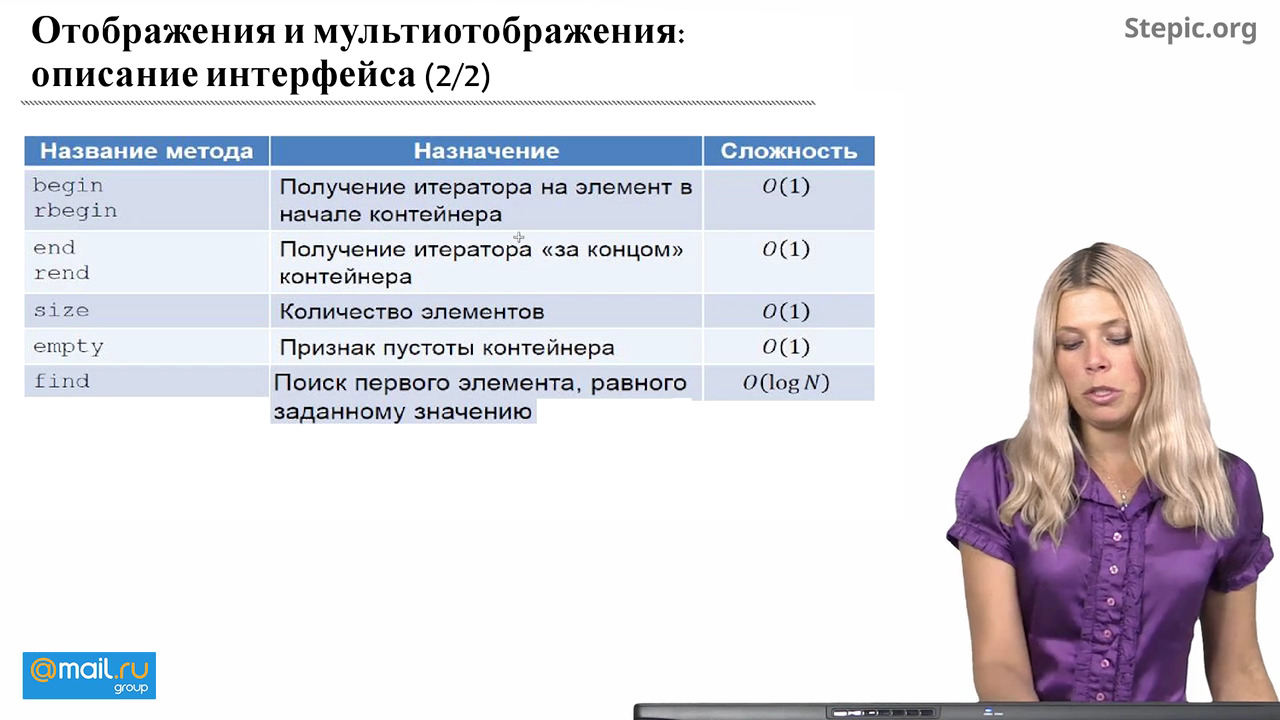 Отображения и мультиотображения:
описание интерфейса (2/2)
Stepic.org
Название метода Назначение Сложность
begin
rbegin
Получение итератора на элемент в
начале контейнера
O(1)
end
rend
Получение итератора «за концом»
контейнера
O(1)
size Количество элементов O(1)
empty Признак пустоты контейнера O(1)
find Поиск первого элемента, равного
заданному значению
O(log N)
@mail.ru
group